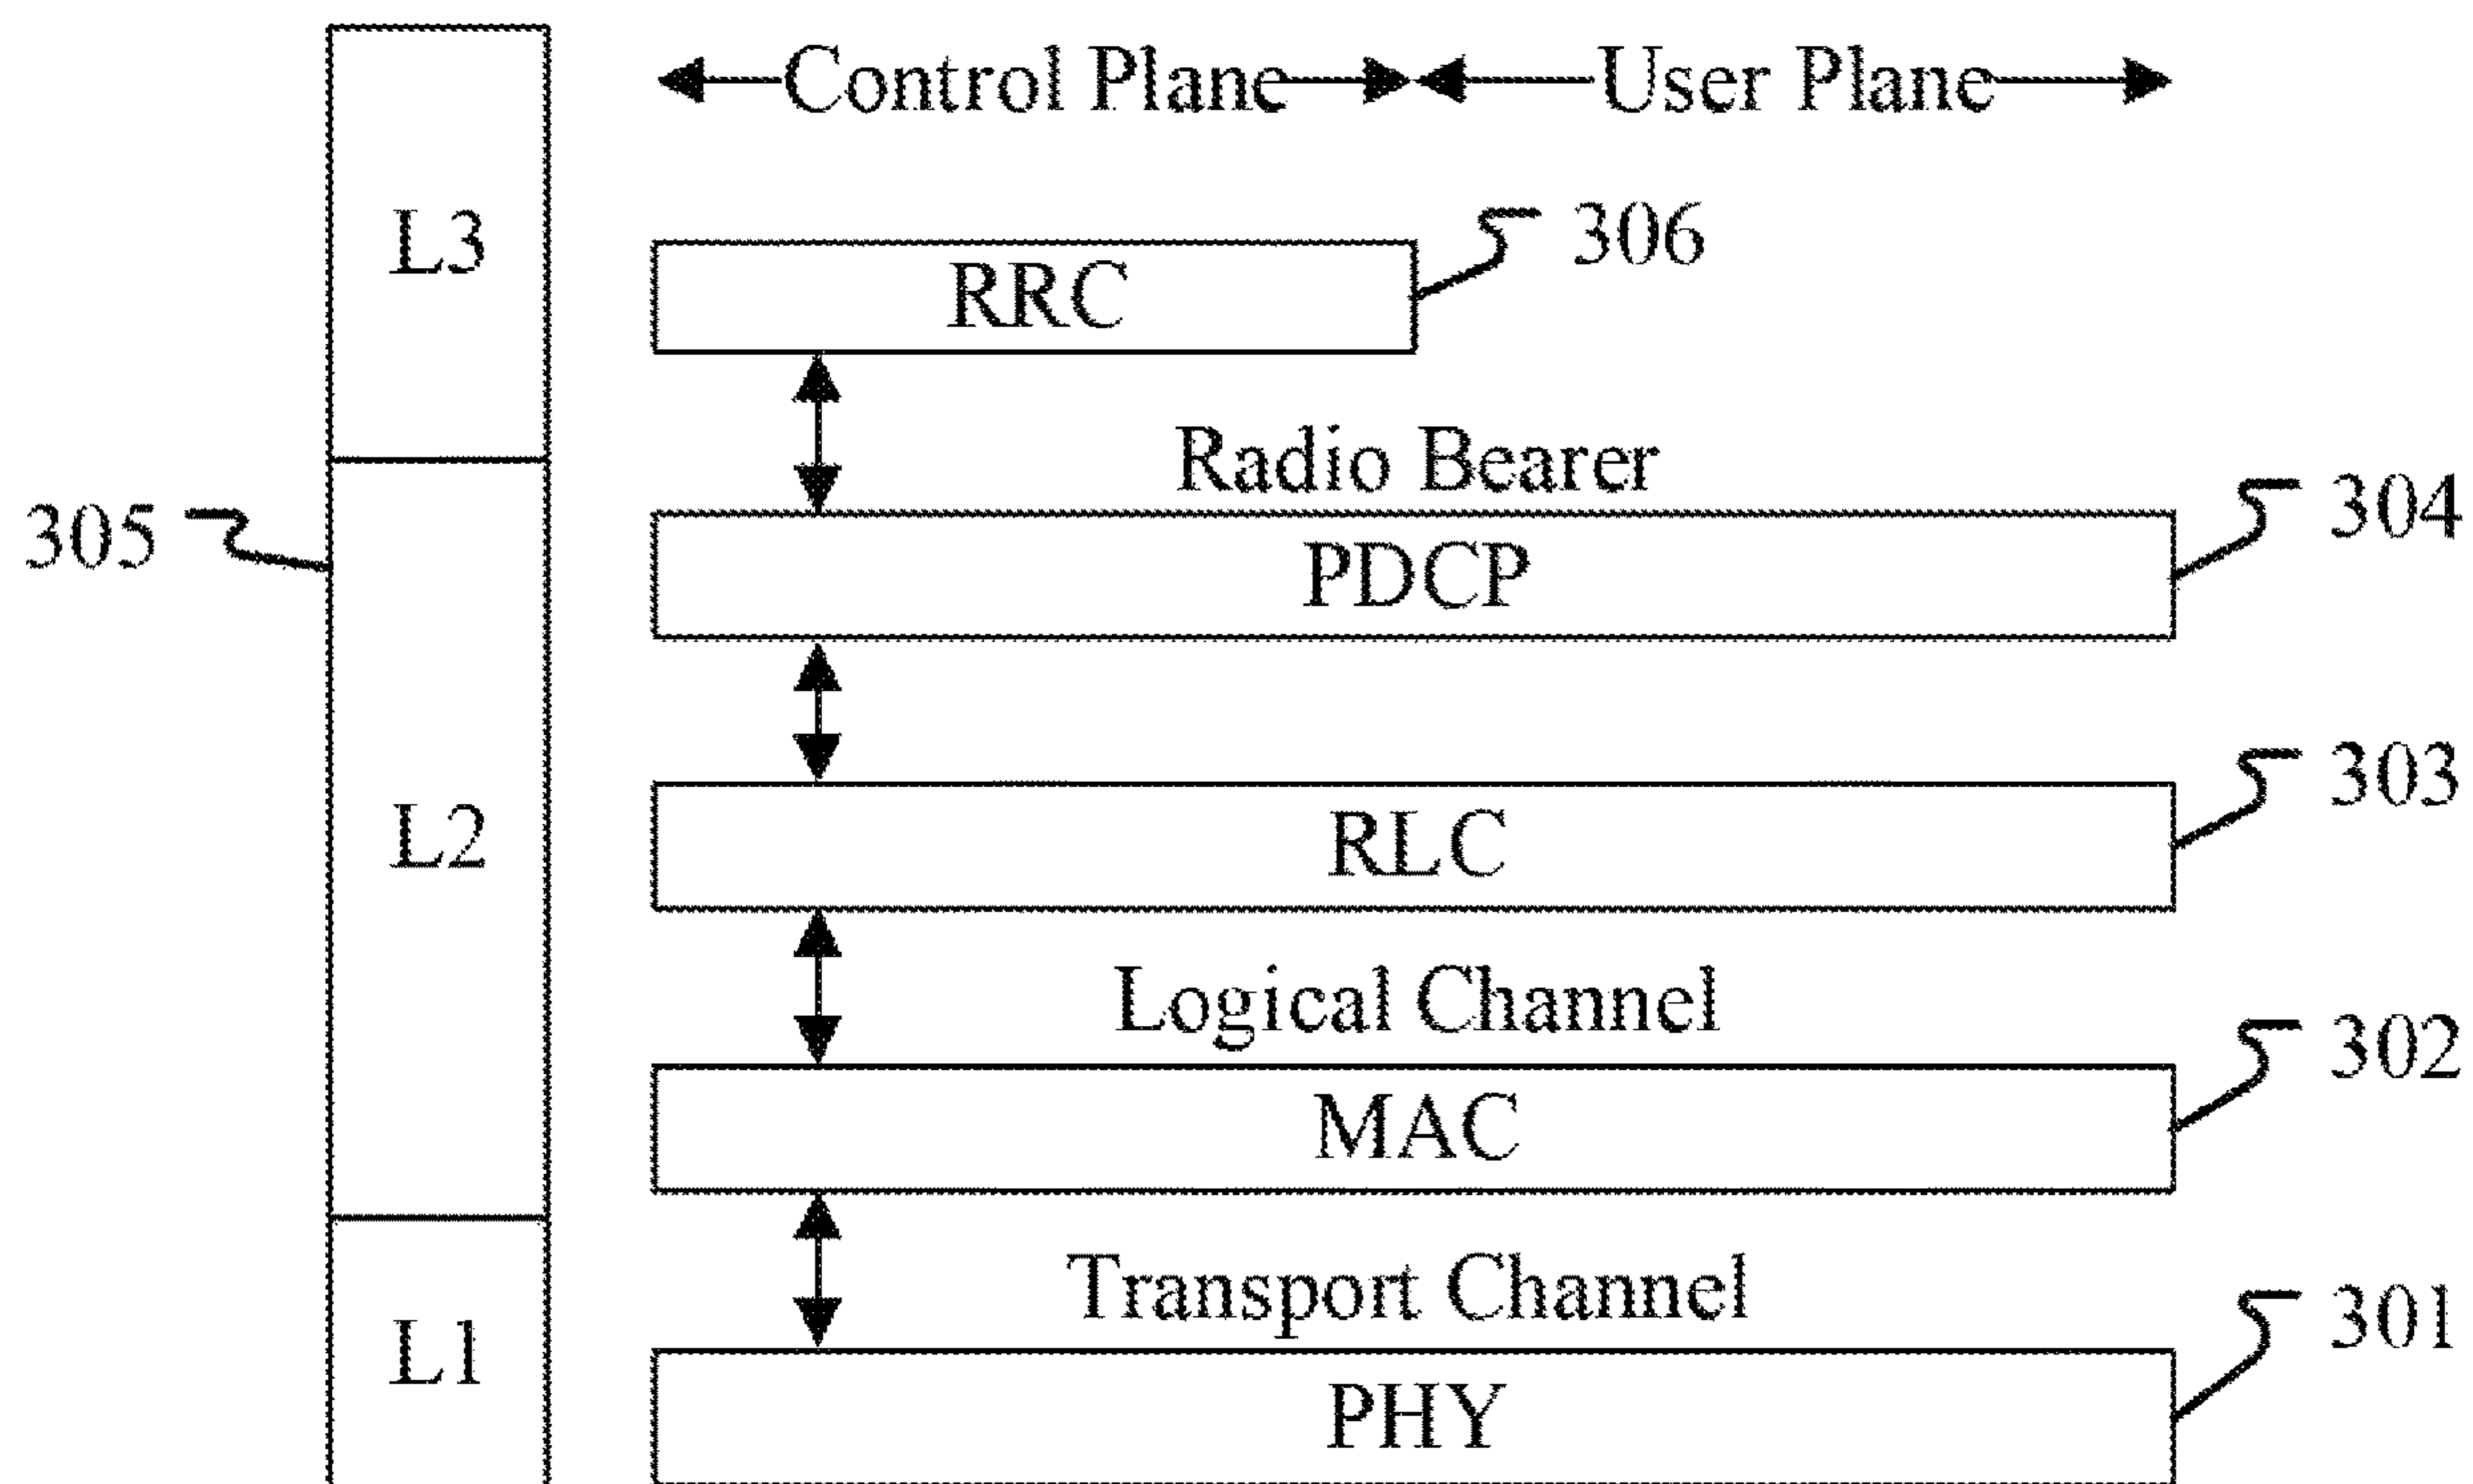 Control Plane User Plane
L3
306
RRC
Radio Bearer
304
305
PDCP
303
L2
RLC
Logical Channel
302
MAC
Transport Channel
301
L1
PHY